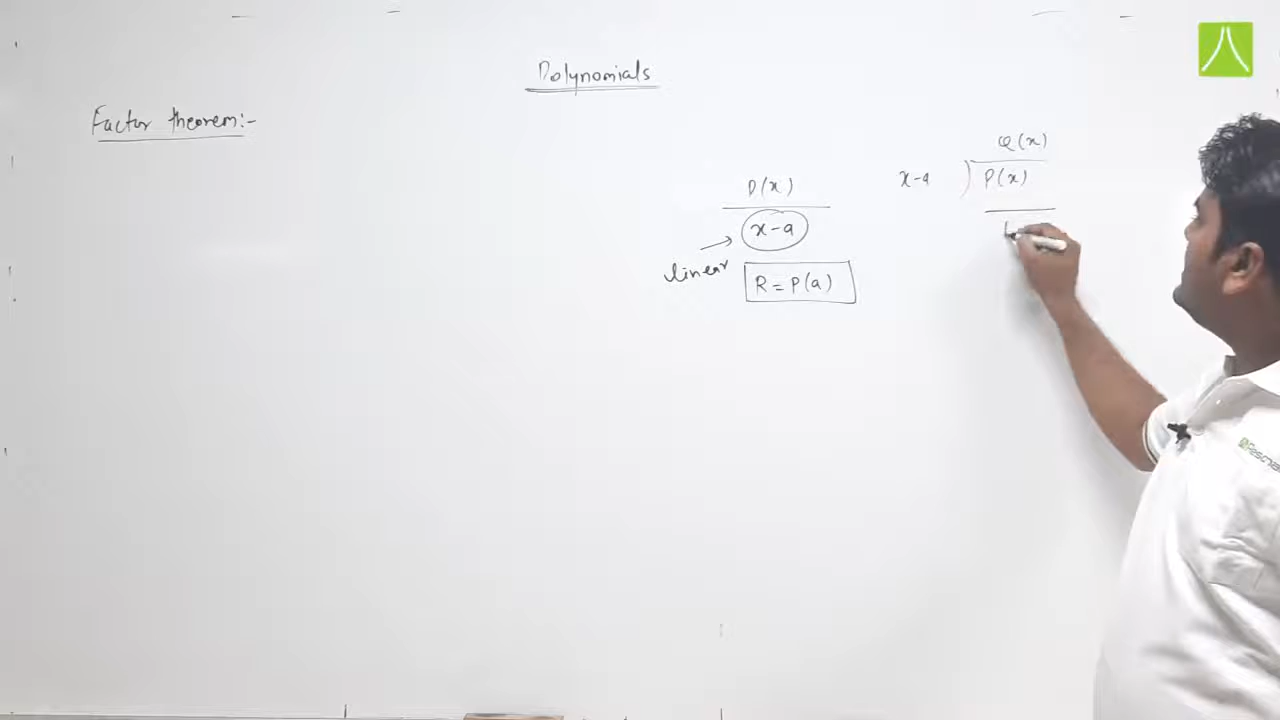 Polynomials
Factor theorem:-
P(x)
x-a
linear
R = P(a)
Q(x)
x-a ) P(x)